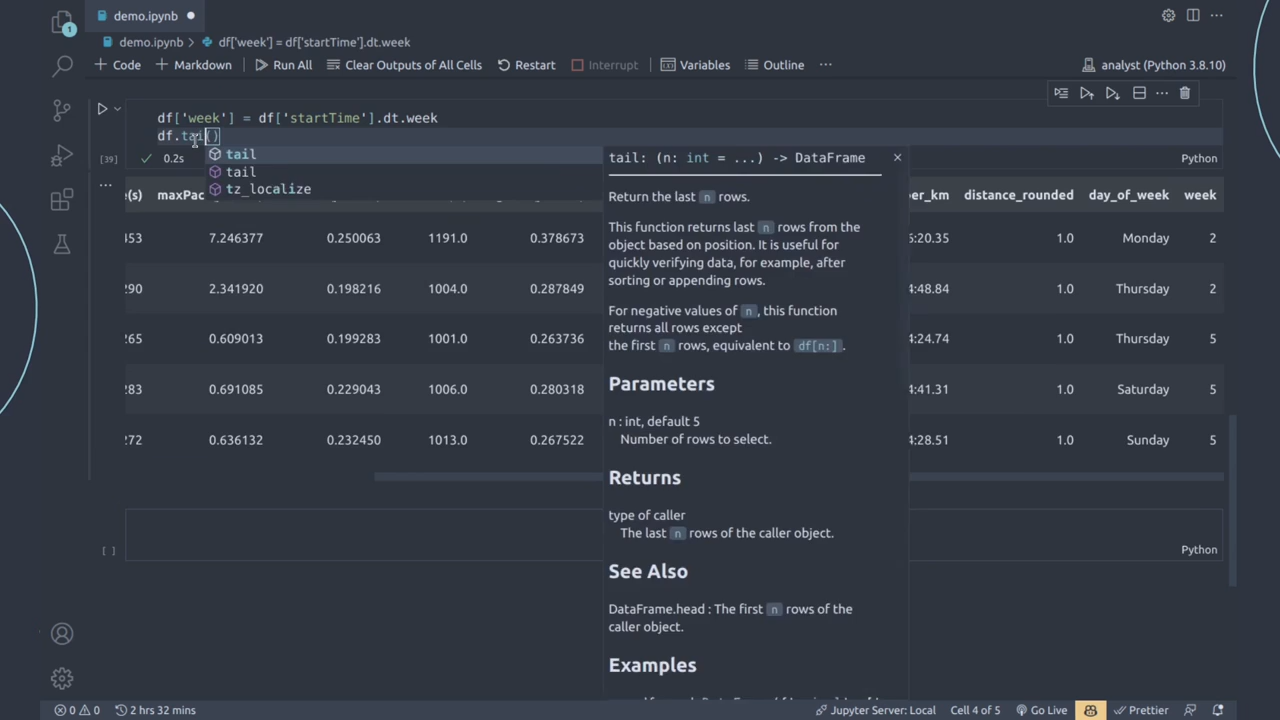 demo.ipynb
demo.ipynb > df['week'] = df['startTime'].dt.week
+ Code + Markdown Run All Clear Outputs of All Cells Restart Interrupt Variables Outline ... analyst (Python 3.8.10)
1
df['week'] = df['startTime'].dt.week
df.tai()
[39] 0.2s
Python
tail
tail
tz_localize
tail: (n: int = ...) -> DataFrame
Return the last n rows.
This function returns last n rows from the
object based on position. It is useful for
quickly verifying data, for example, after
sorting or appending rows.
For negative values of n, this function
returns all rows except
the first n rows, equivalent to df[n:].
Parameters
n : int, default 5
Number of rows to select.
Returns
type of caller
The last n rows of the caller object.
See Also
DataFrame.head : The first n rows of the
caller object.
Examples
e(s) maxPac er_km distance_rounded day_of_week week
453 7.246377 0.250063 1191.0 0.378673 6:20.35 1.0 Monday 2
290 2.341920 0.198216 1004.0 0.287849 4:48.84 1.0 Thursday 2
265 0.609013 0.199283 1001.0 0.263736 4:24.74 1.0 Thursday 5
283 0.691085 0.229043 1006.0 0.280318 4:41.31 1.0 Saturday 5
272 0.636132 0.232450 1013.0 0.267522 4:28.51 1.0 Sunday 5
[ ] Python
0 0 2 hrs 32 mins Jupyter Server: Local Cell 4 of 5 Go Live Prettier